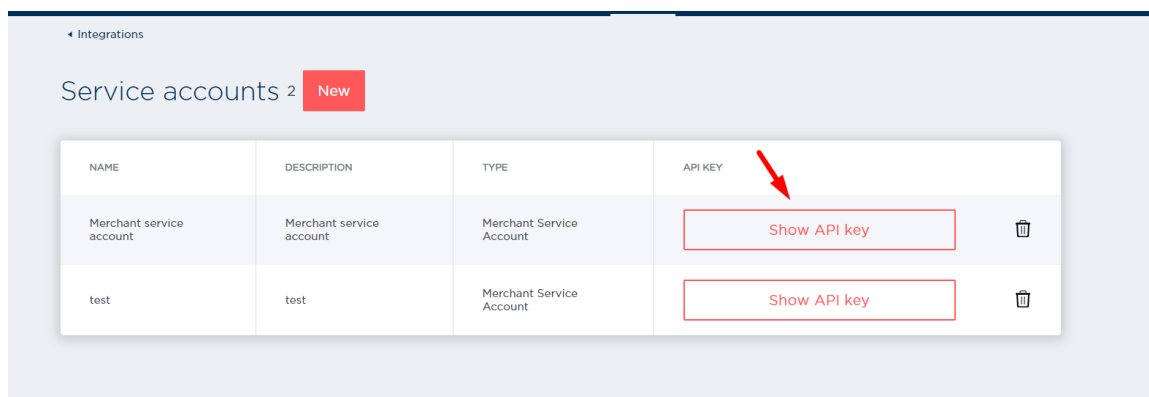 Integrations
Service accounts 2 New
NAME DESCRIPTION TYPE API KEY
Merchant service account Merchant service account Merchant Service Account Show API key
test test Merchant Service Account Show API key